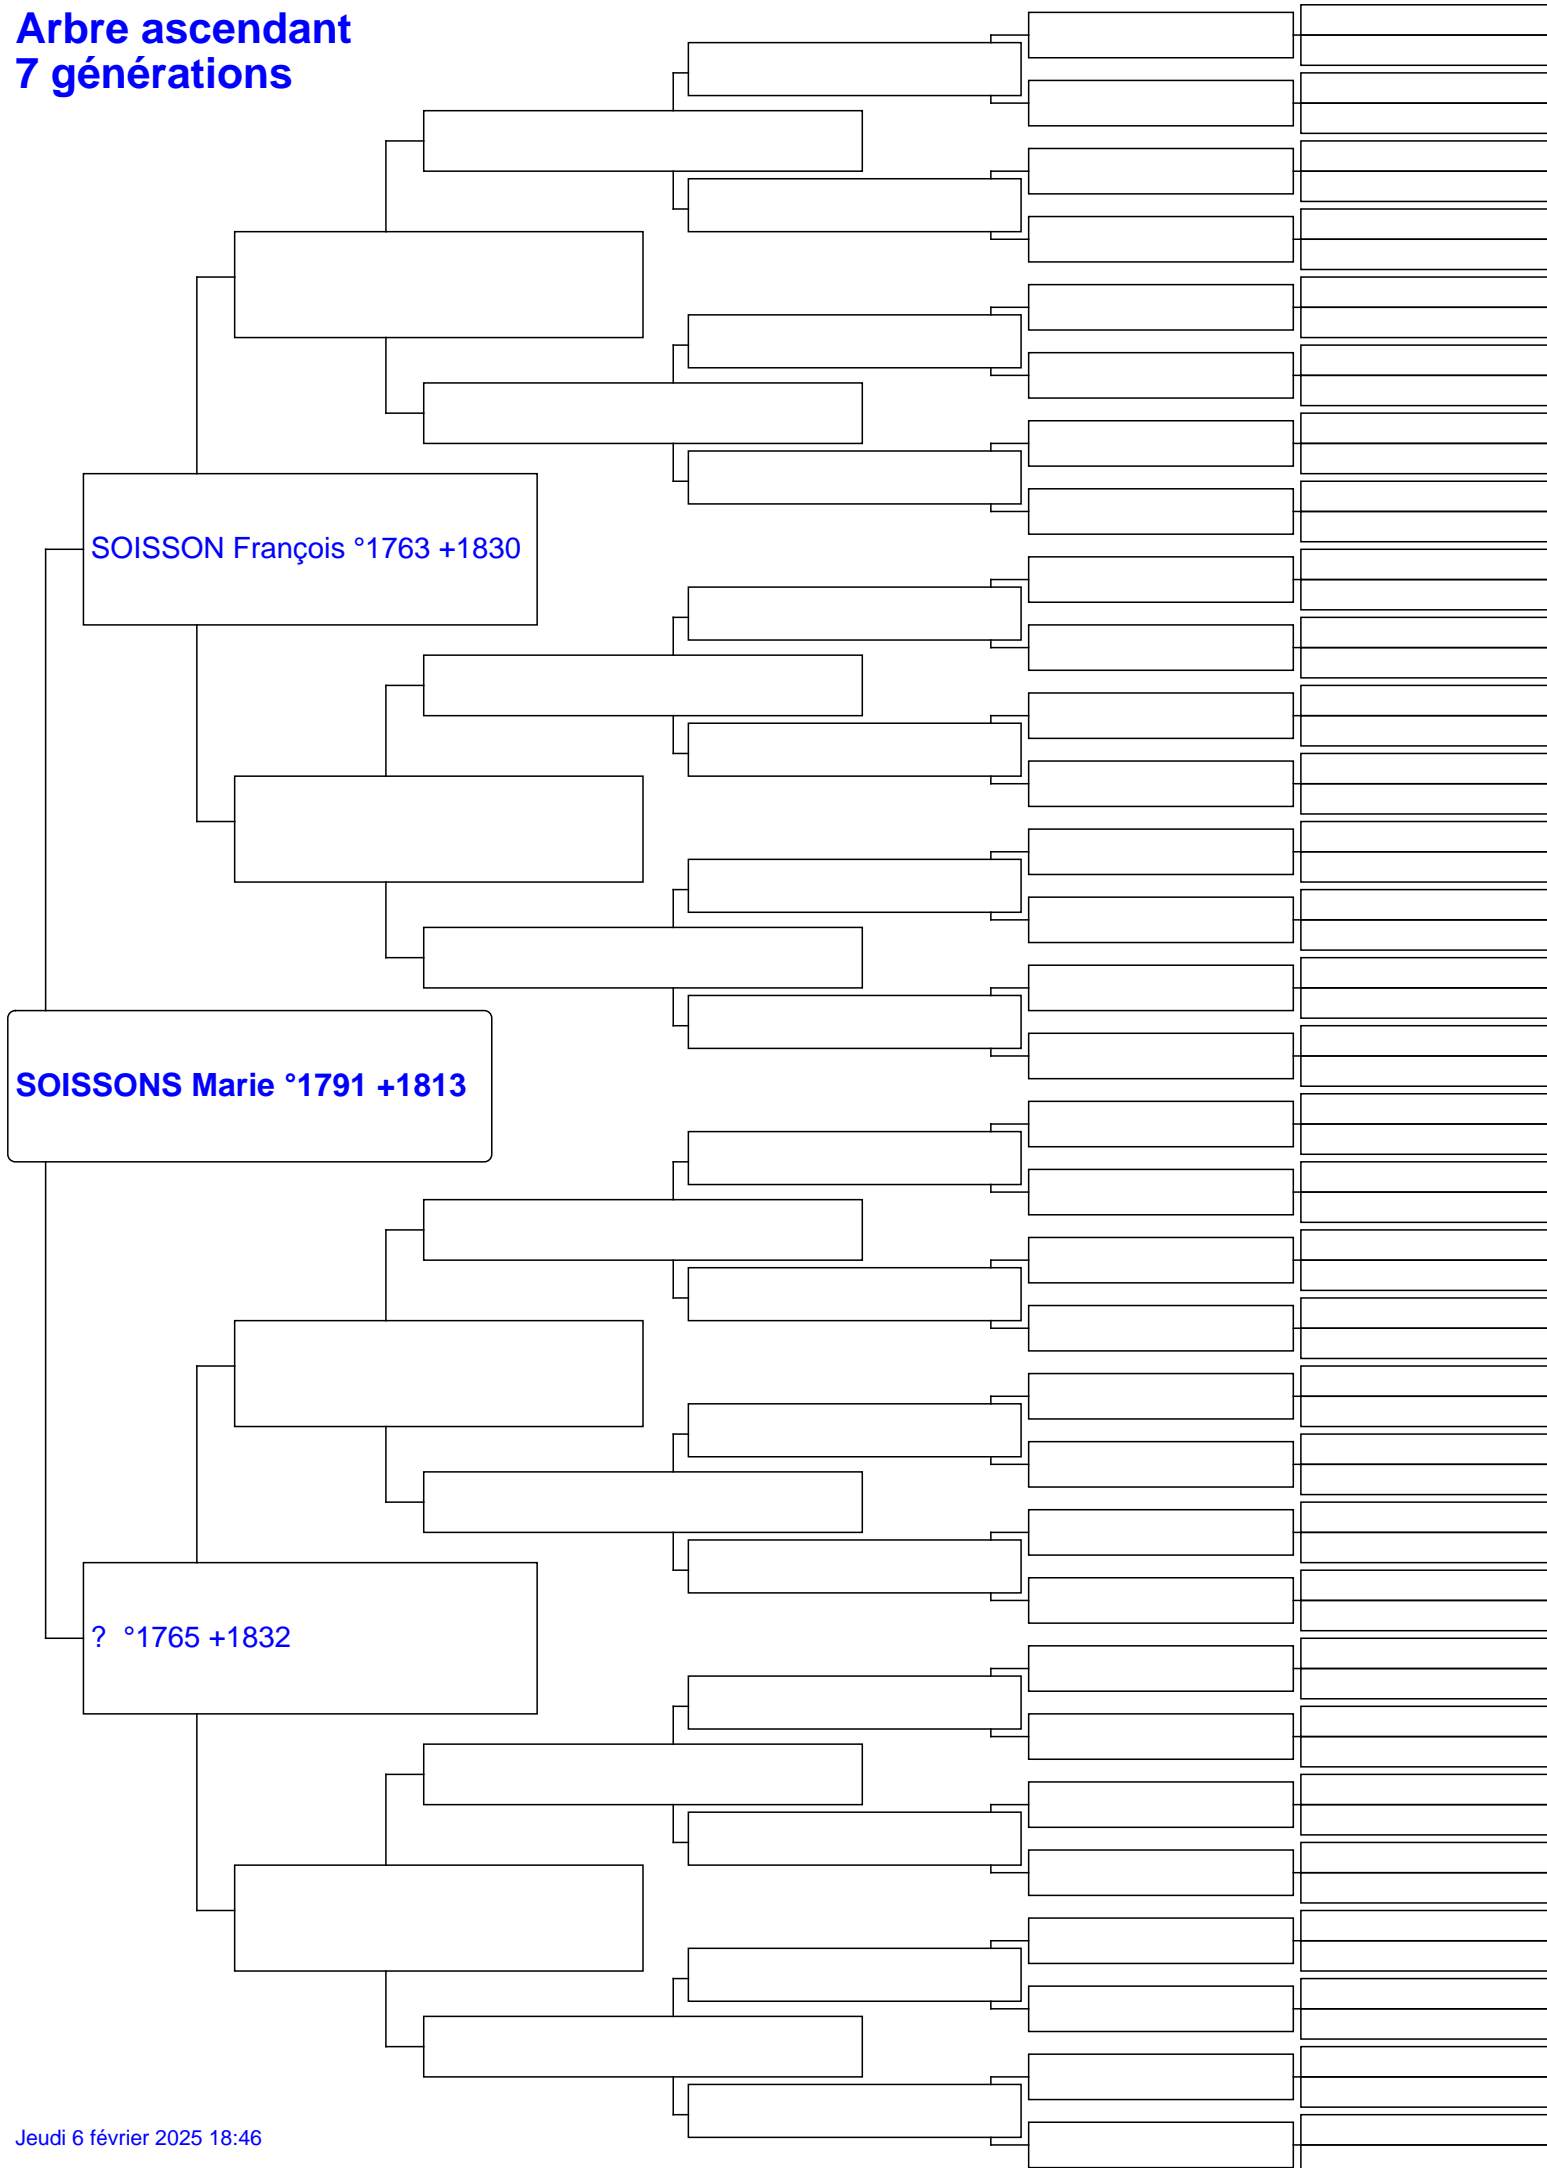 Arbre ascendant
7 générations
SOISSON François °1763 +1830
SOISSONS Marie °1791 +1813
?  °1765 +1832
Jeudi 6 février 2025 18:46